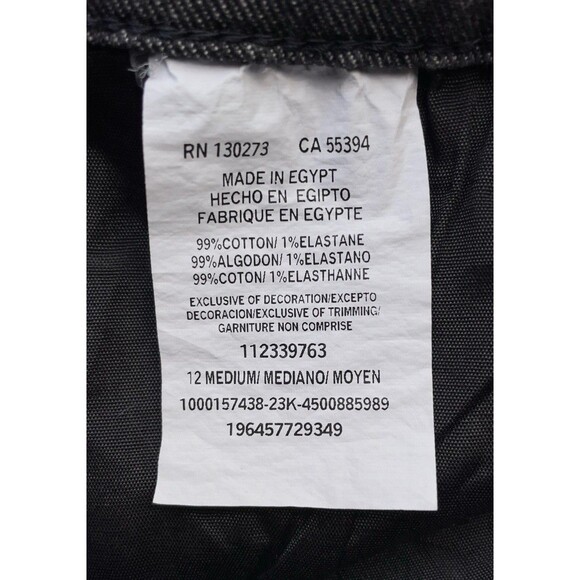 RN 130273 CA 55394
MADE IN EGYPT
HECHO EN EGIPTO
FABRIQUE EN EGYPTE
99%COTTON/ 1%ELASTANE
99%ALGODON/ 1%ELASTANO
99%COTON/ 1%ELASTHANNE
EXCLUSIVE OF DECORATION/EXCEPTO
DECORACION/EXCLUSIVE OF TRIMMING/
GARNITURE NON COMPRISE
112339763
12 MEDIUM/ MEDIANO/ MOYEN
1000157438-23K-4500885989
196457729349